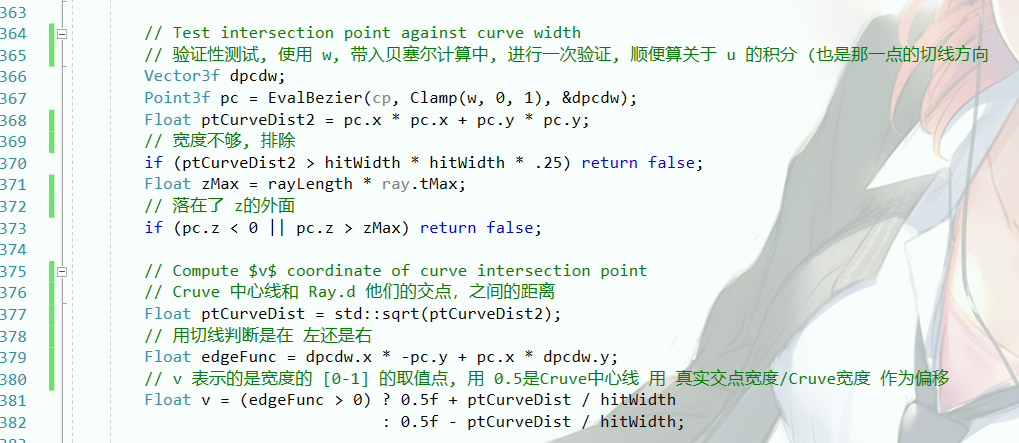 363
364 // Test intersection point against curve width
365 // 验证性测试, 使用 w, 带入贝塞尔计算中, 进行一次验证, 顺便算关于 u 的积分 (也是那一点的切线方向
366 Vector3f dpcdw;
367 Point3f pc = EvalBezier(cp, Clamp(w, 0, 1), &dpcdw);
368 Float ptCurveDist2 = pc.x * pc.x + pc.y * pc.y;
369 // 宽度不够, 排除
370 if (ptCurveDist2 > hitWidth * hitWidth * .25) return false;
371 Float zMax = rayLength * ray.tMax;
372 // 落在了 z的外面
373 if (pc.z < 0 || pc.z > zMax) return false;
374
375 // Compute $v$ coordinate of curve intersection point
376 // Cruve 中心线和 Ray.d 他们的交点，之间的距离
377 Float ptCurveDist = std::sqrt(ptCurveDist2);
378 // 用切线判断是在 左还是右
379 Float edgeFunc = dpcdw.x * -pc.y + pc.x * dpcdw.y;
380 // v 表示的是宽度的 [0-1] 的取值点, 用 0.5是Cruve中心线 用 真实交点宽度/Cruve宽度 作为偏移
381 Float v = (edgeFunc > 0) ? 0.5f + ptCurveDist / hitWidth
382 : 0.5f - ptCurveDist / hitWidth;